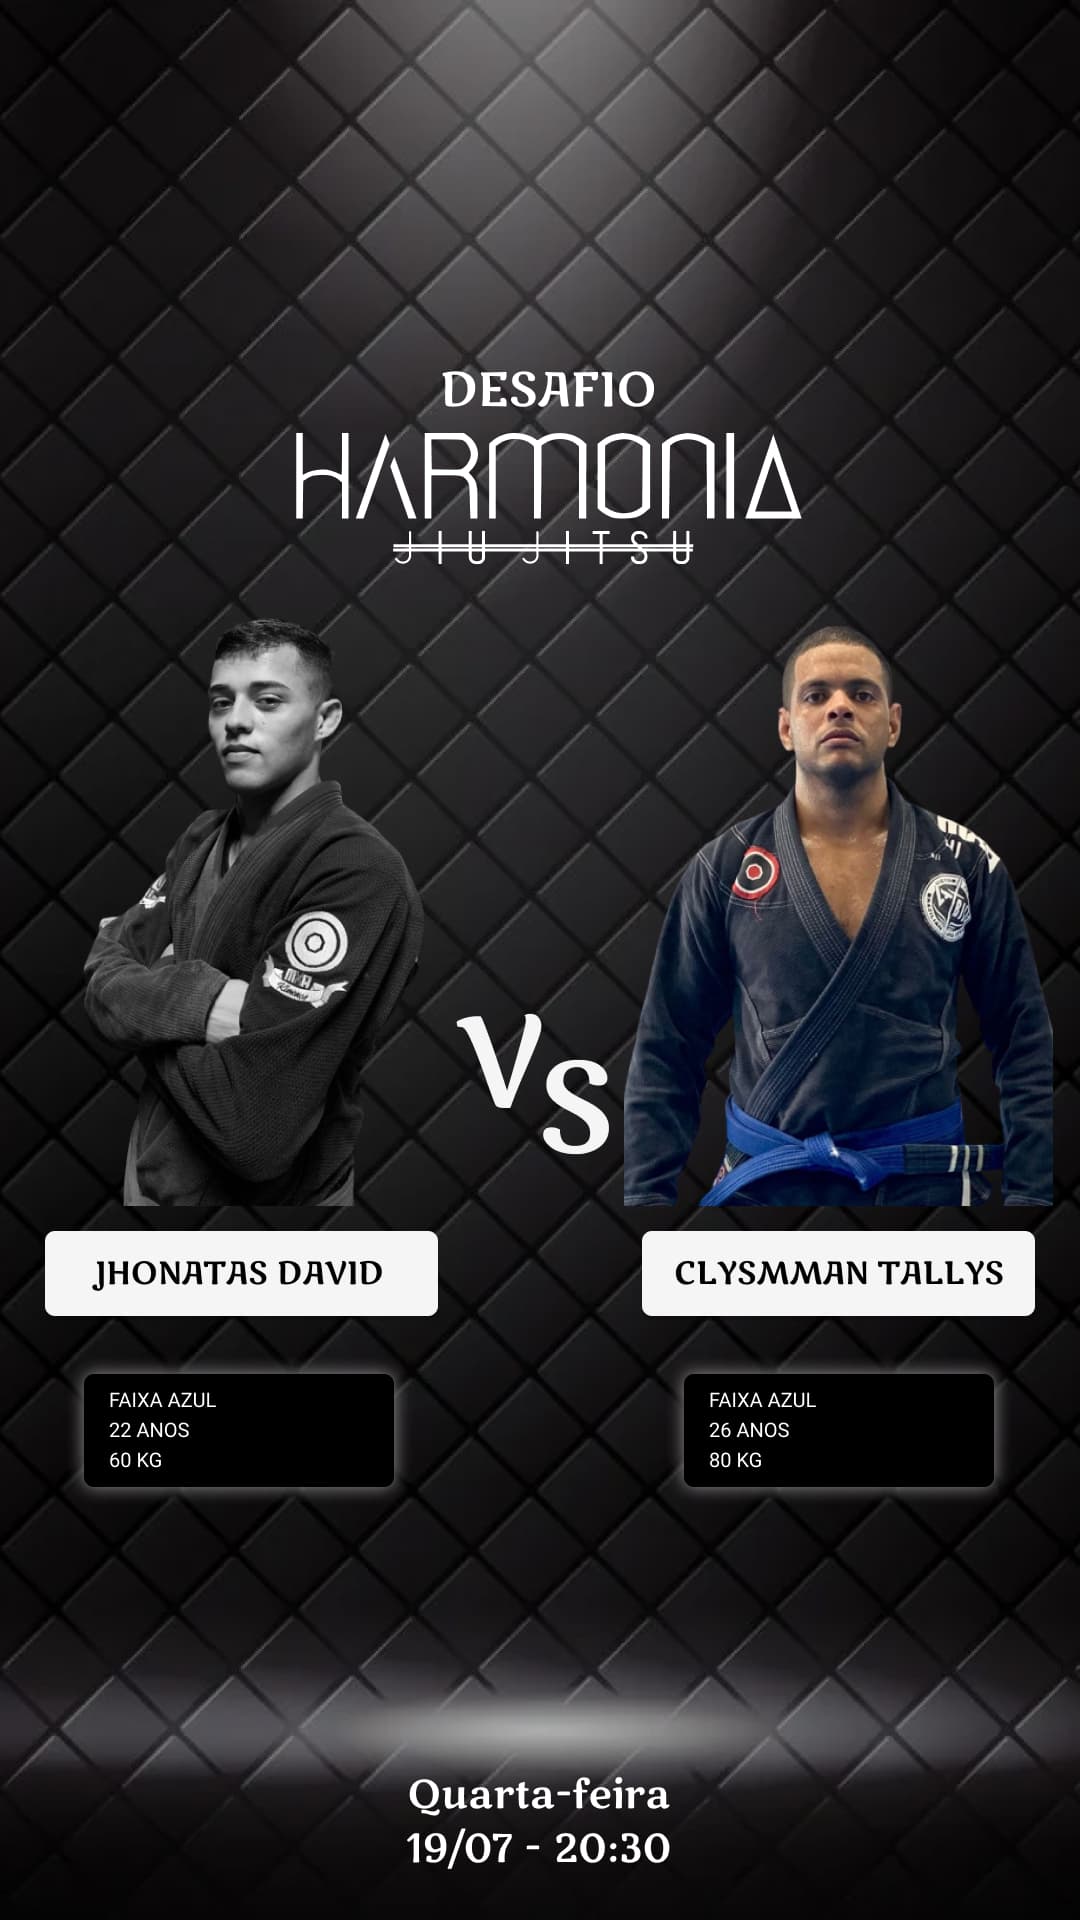 DESAFIO
HARMONIA
JIU JITSU
VS
JHONATAS DAVID
CLYSMMAN TALLYS
FAIXA AZUL
22 ANOS
60 KG
FAIXA AZUL
26 ANOS
80 KG
Quarta-feira
19/07 - 20:30